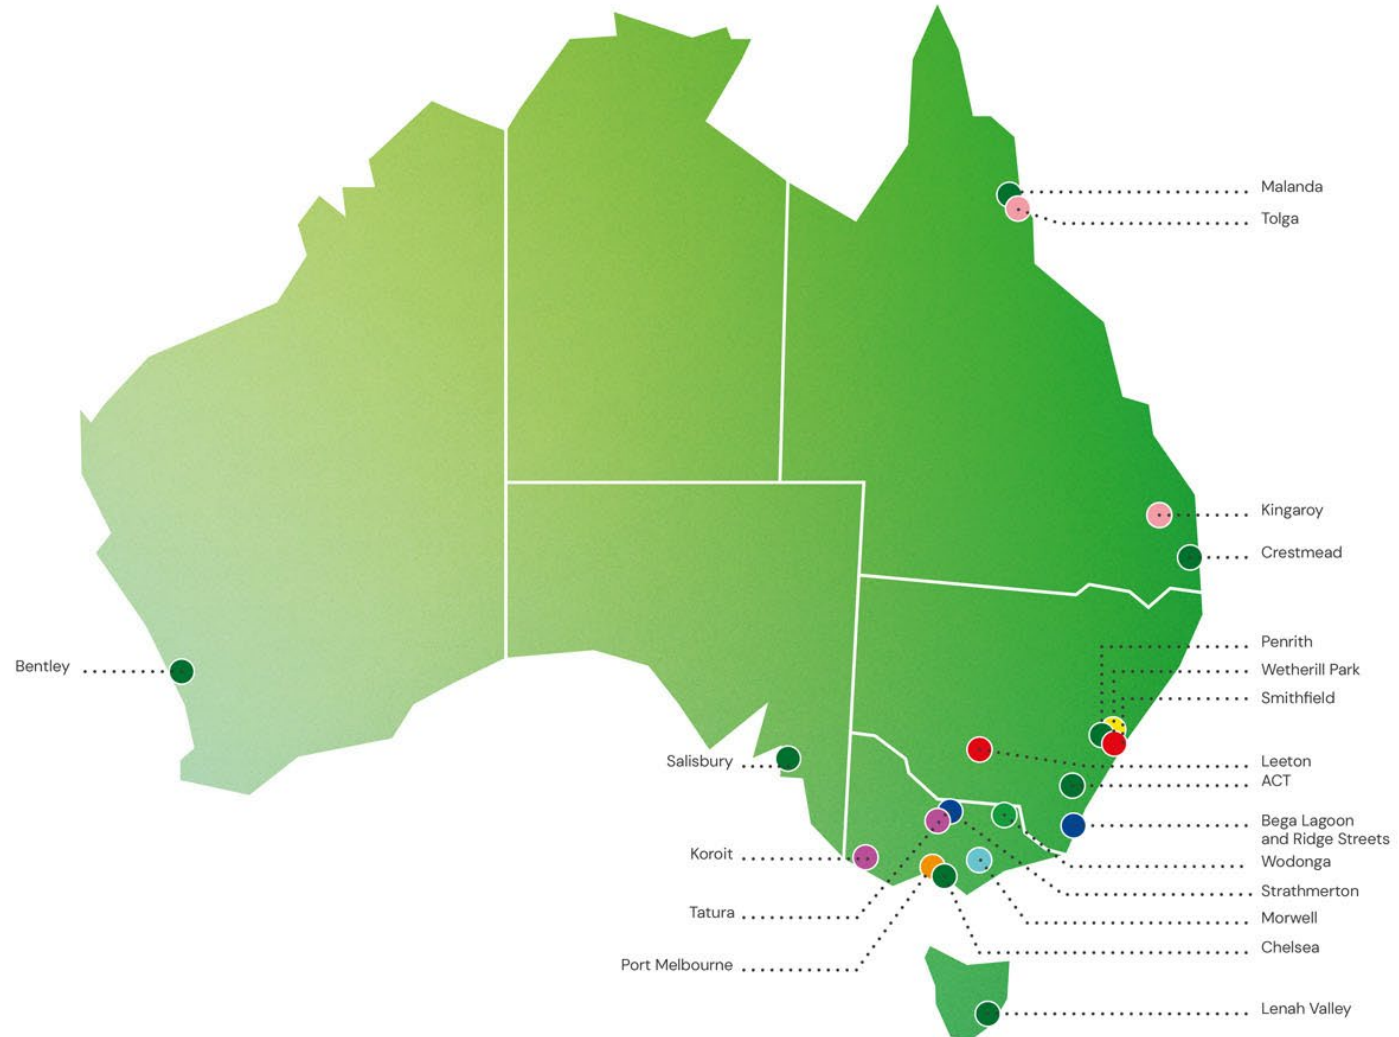 Malanda
Tolga
Kingaroy
Crestmead
Penrith
Bentley
Wetherill Park
Smithfield
Salisbury
Leeton
ACT
Bega Lagoon
and Ridge Streets
Koroit
Wodonga
Strathmerton
Tatura
Morwell
Chelsea
Port Melbourne
Lenah Valley